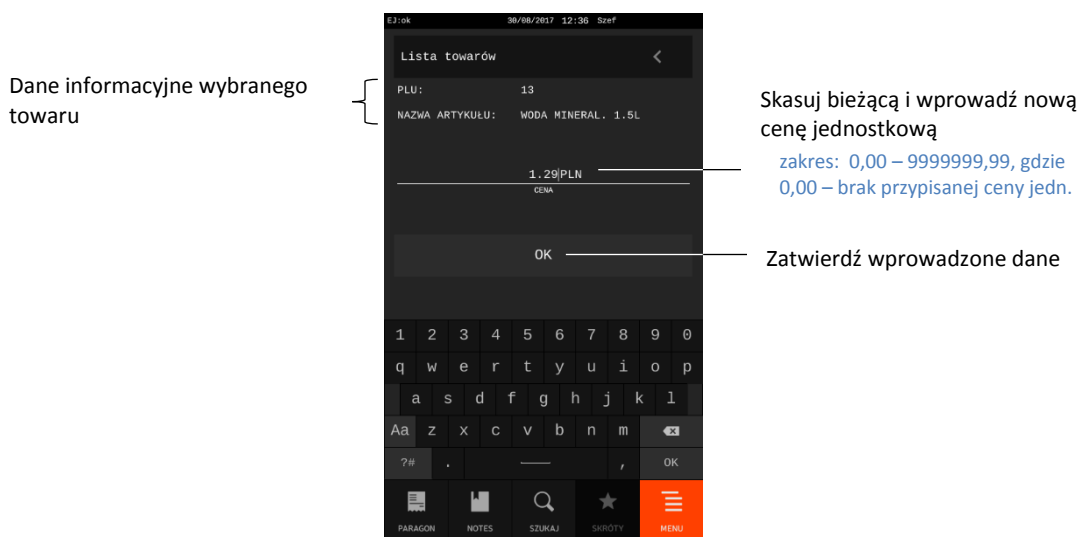 EJ:ok 30/08/2017 12:36 Szef
Lista towarów <
Dane informacyjne wybranego
towaru
PLU: 13
NAZWA ARTYKUŁU: WODA MINERAL. 1.5L
Skasuj bieżącą i wprowadź nową
cenę jednostkową
zakres: 0,00 – 9999999,99, gdzie
0,00 – brak przypisanej ceny jedn.
1.29PLN
CENA
OK
Zatwierdź wprowadzone dane
1 2 3 4 5 6 7 8 9 0
q w e r t y u i o p
a s d f g h j k l
Aa z x c v b n m
?# . , OK
PARAGON NOTES SZUKAJ SKRÓTY MENU